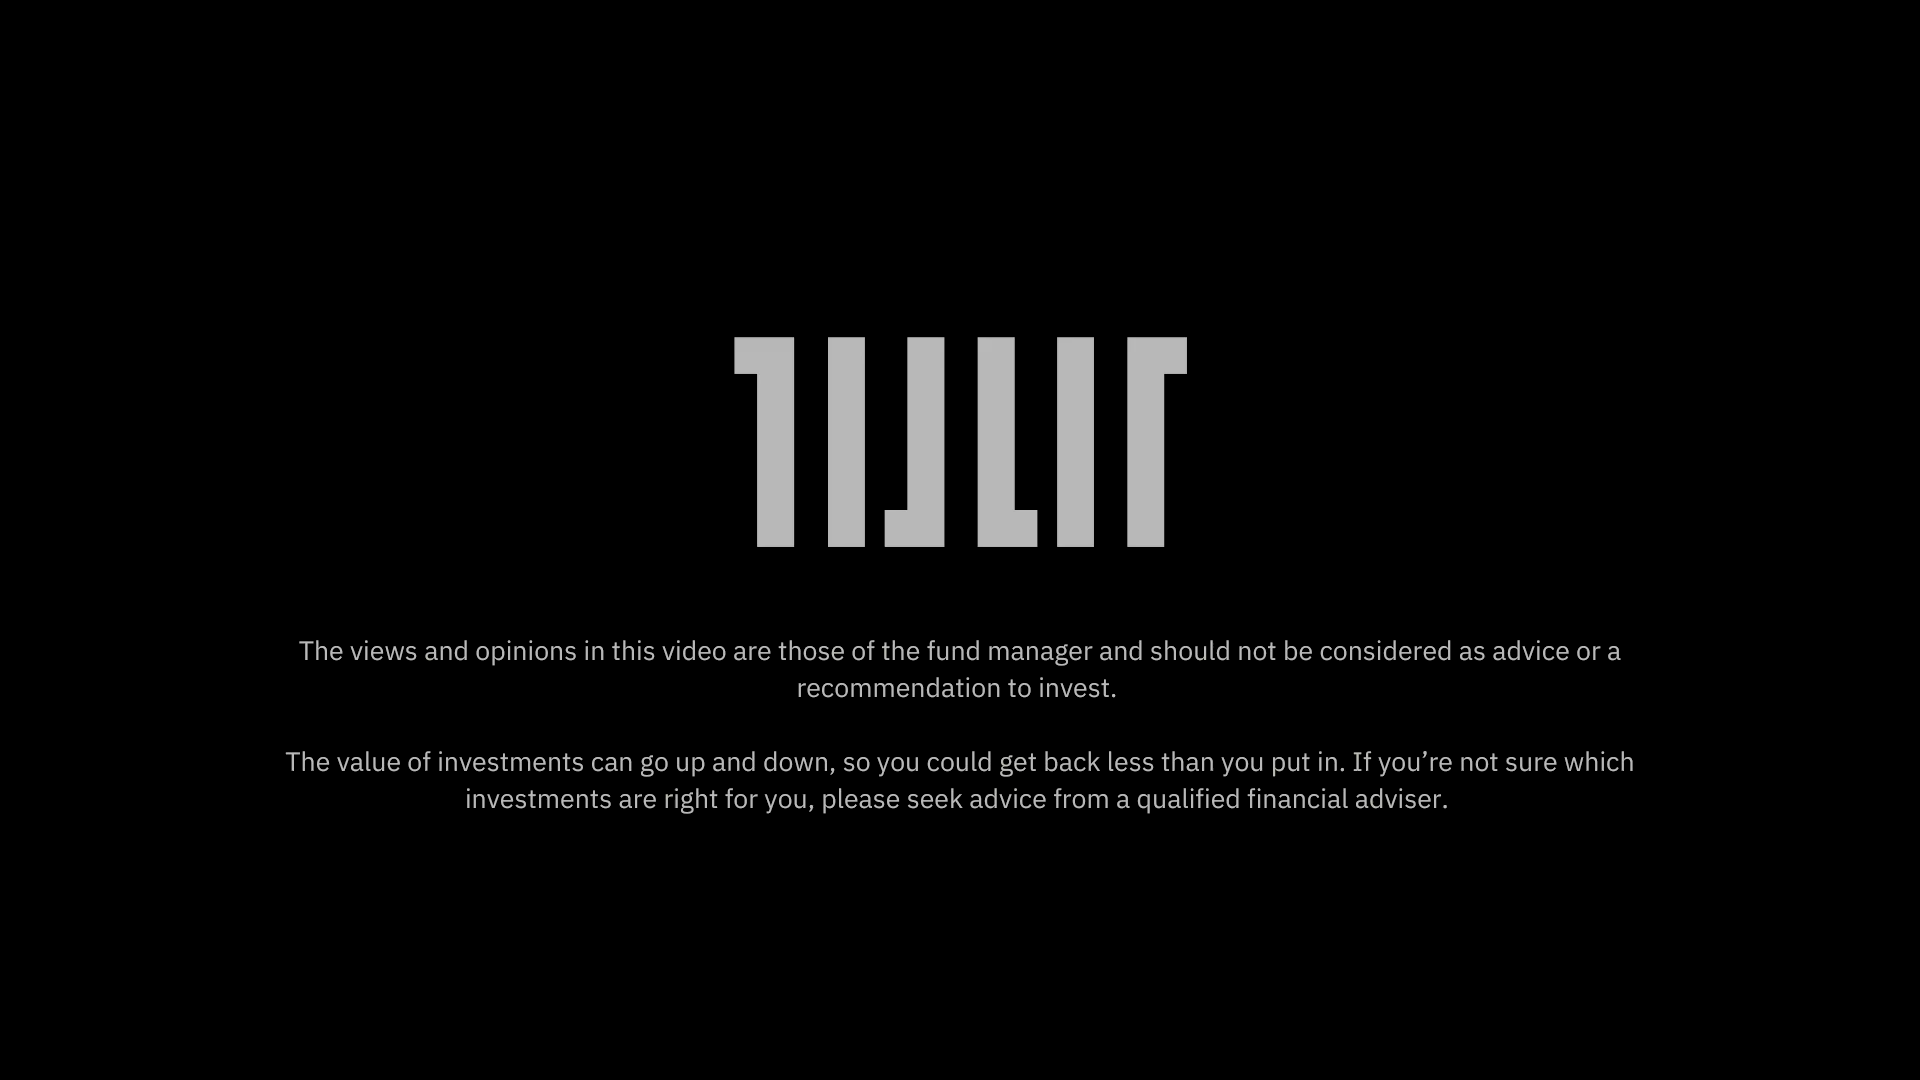 TILLIT
The views and opinions in this video are those of the fund manager and should not be considered as advice or a
recommendation to invest.
The value of investments can go up and down, so you could get back less than you put in. If you’re not sure which
investments are right for you, please seek advice from a qualified financial adviser.